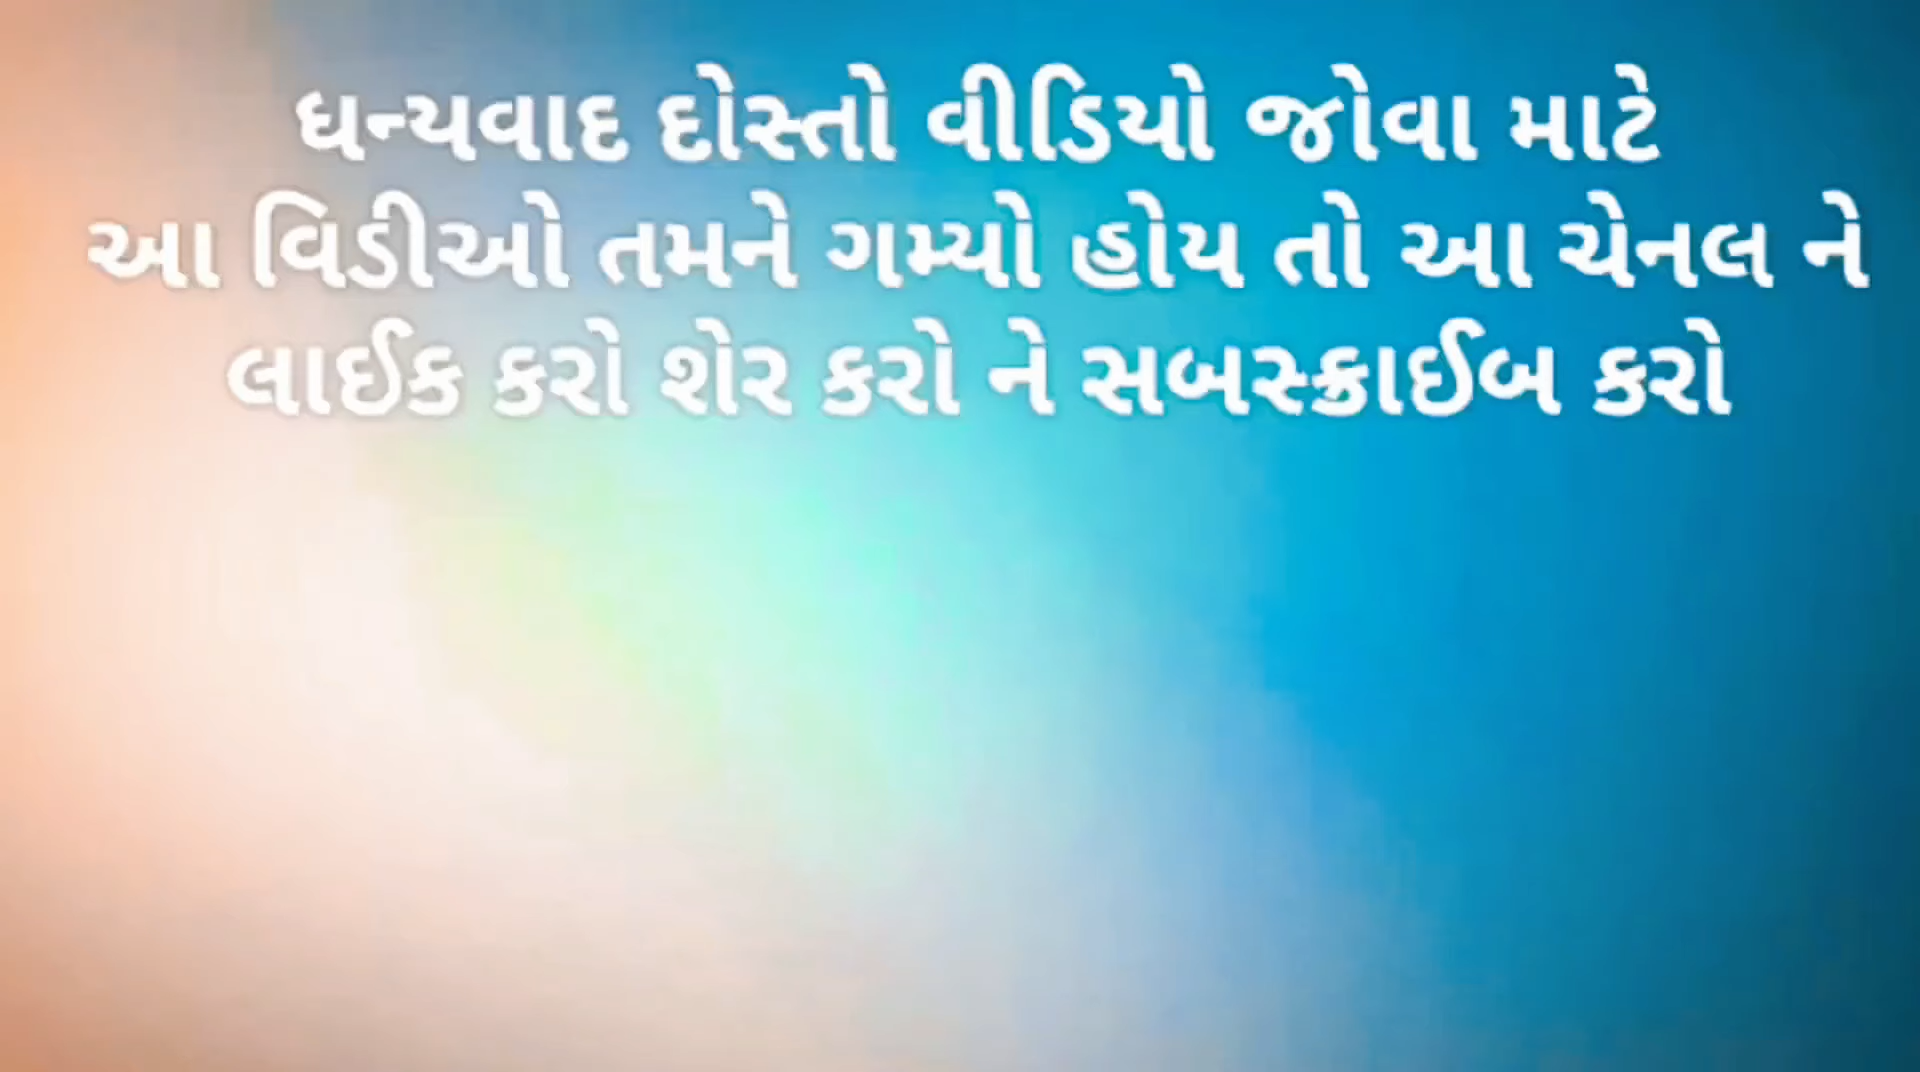 ધન્યવાદ દોસ્તો વીડિયો જોવા માટે
આ વિડીઓ તમને ગમ્યો હોય તો આ ચેનલ ને
લાઈક કરો શેર કરો ને સબસ્ક્રાઈબ કરો